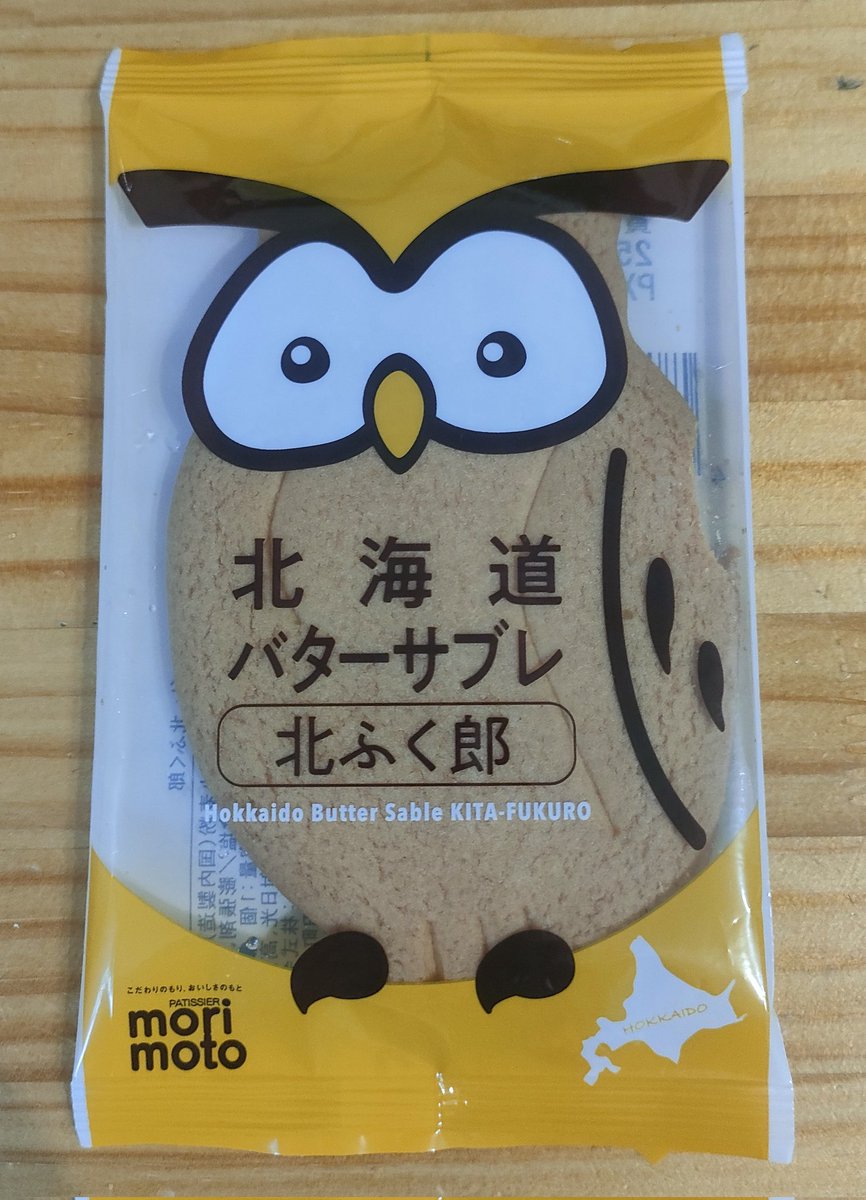 北海道
バターサブレ
北ふく郎
Hokkaido Butter Sable KITA-FUKURO
こだわりのもり、おいしさのもと
PATISSIER
mori
moto
HOKKAIDO